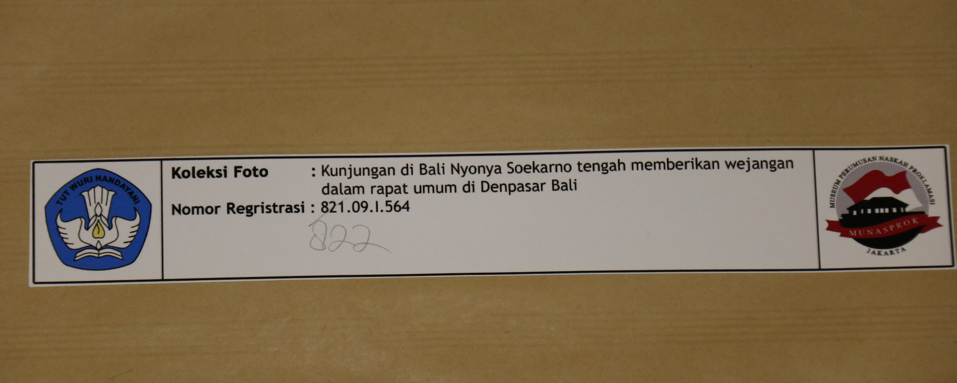 TUT WURI HANDAYANI
Koleksi Foto : Kunjungan di Bali Nyonya Soekarno tengah memberikan wejangan
dalam rapat umum di Denpasar Bali
Nomor Regristrasi : 821.09.I.564
822
MUSEUM PERUMUSAN NASKAH PROKLAMASI
MUNASPROK
JAKARTA